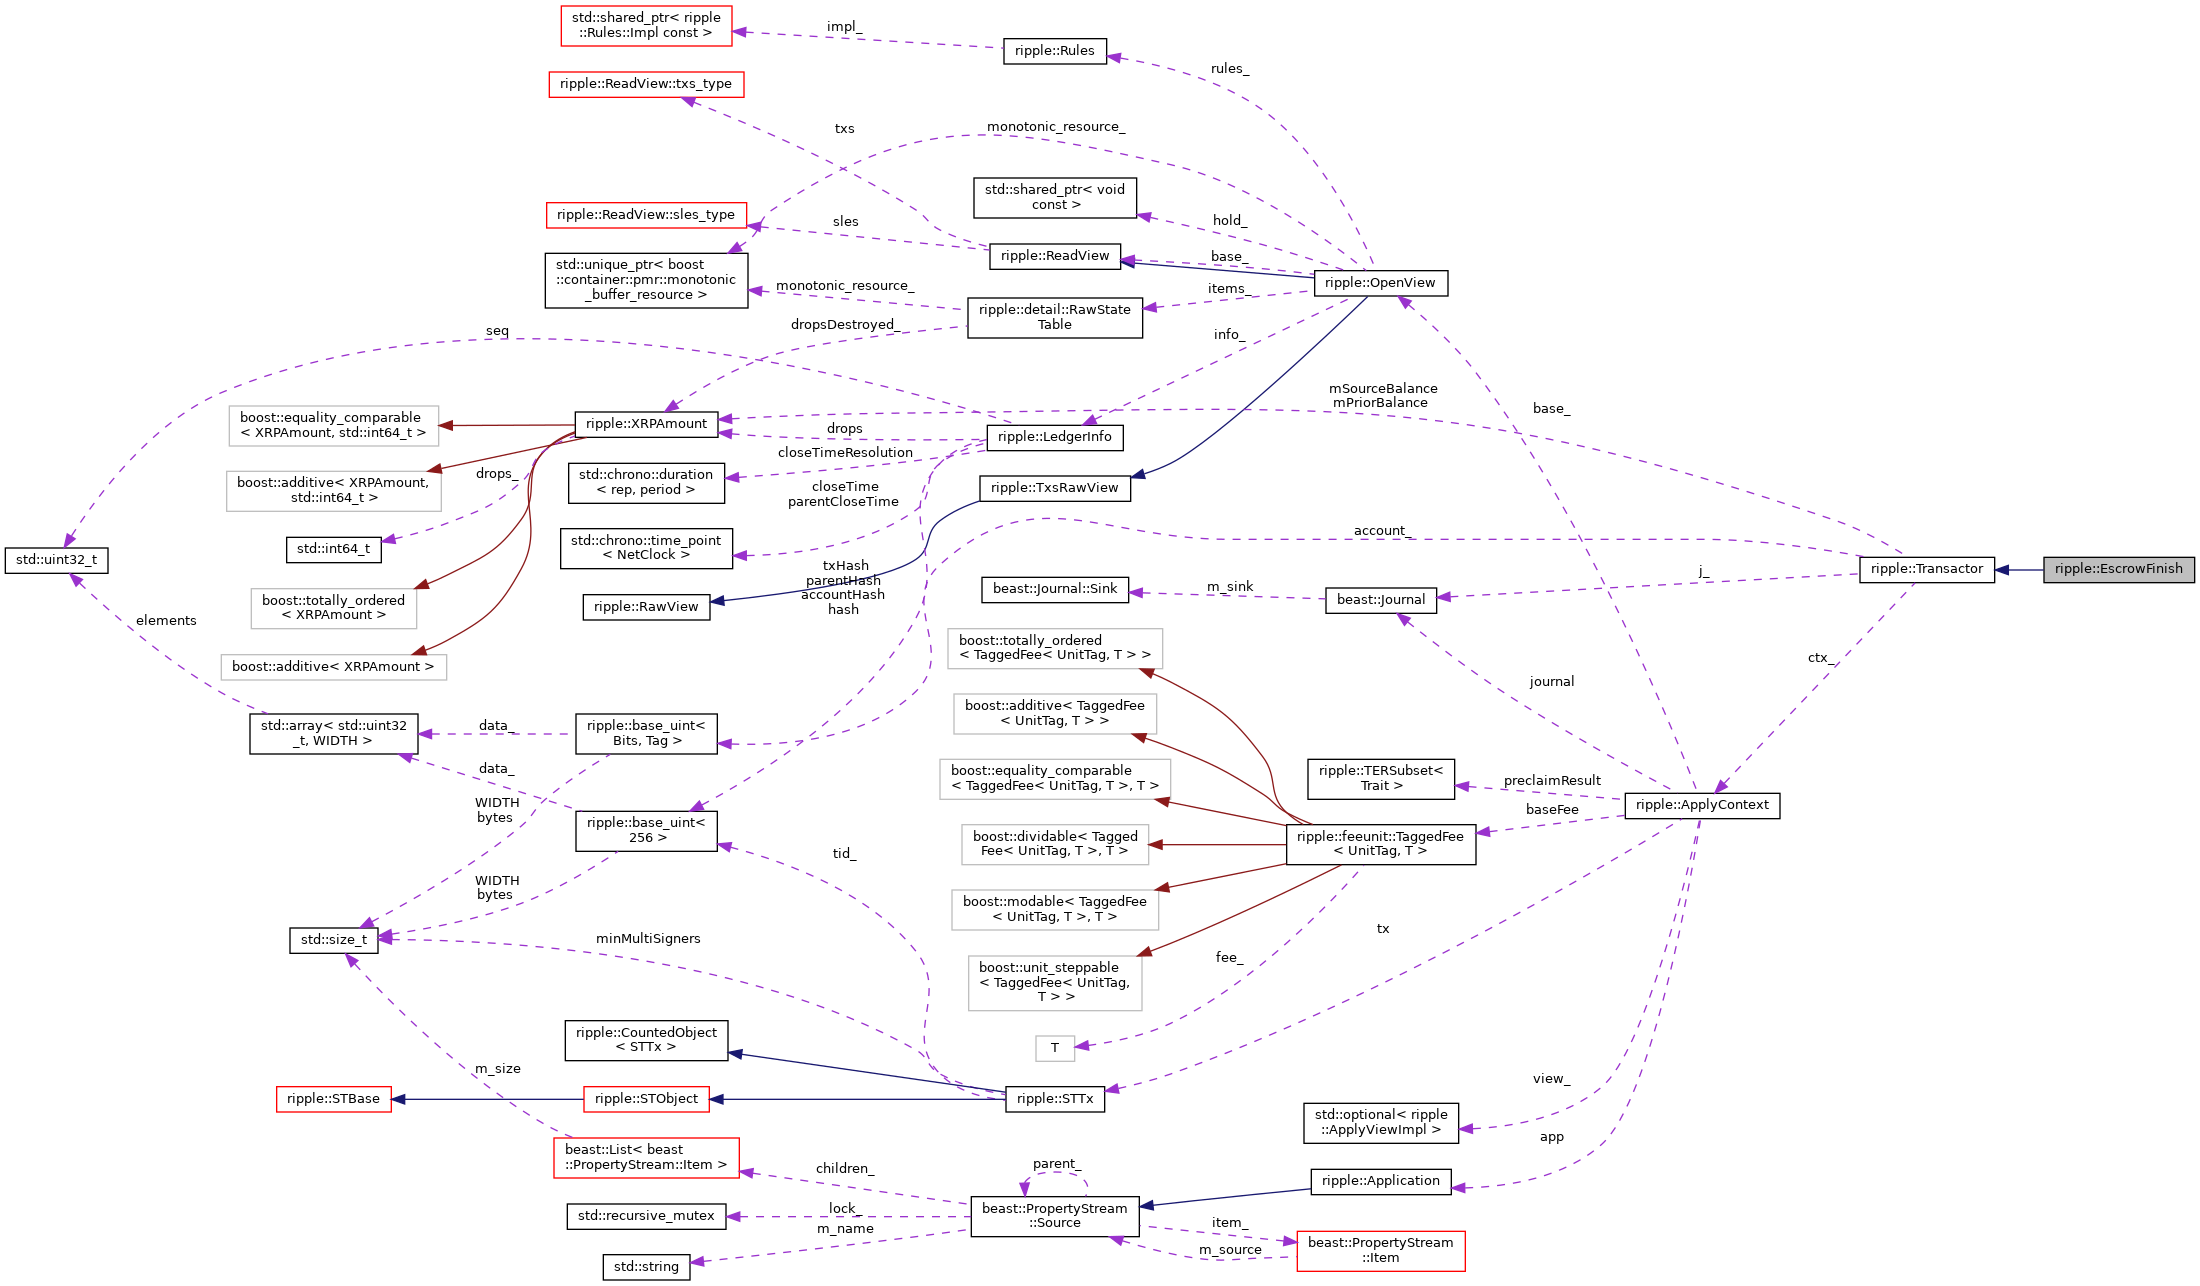 std::shared_ptr< ripple
::Rules::Impl const >
impl_
ripple::Rules
rules_
ripple::ReadView::txs_type
txs
monotonic_resource_
std::shared_ptr< void
const >
hold_
ripple::ReadView::sles_type
sles
ripple::ReadView
base_
std::unique_ptr< boost
::container::pmr::monotonic
_buffer_resource >
monotonic_resource_
ripple::detail::RawState
Table
items_
ripple::OpenView
dropsDestroyed_
info_
seq
mSourceBalance
mPriorBalance
base_
boost::equality_comparable
< XRPAmount, std::int64_t >
ripple::XRPAmount
drops
ripple::LedgerInfo
closeTimeResolution
boost::additive< XRPAmount,
std::int64_t >
drops_
std::chrono::duration
< rep, period >
closeTime
parentCloseTime
ripple::TxsRawView
std::int64_t
std::chrono::time_point
< NetClock >
account_
std::uint32_t
ripple::Transactor
ripple::EscrowFinish
txHash
parentHash
accountHash
hash
j_
beast::Journal::Sink
m_sink
beast::Journal
boost::totally_ordered
< XRPAmount >
ripple::RawView
elements
boost::totally_ordered
< TaggedFee< UnitTag, T > >
ctx_
boost::additive< XRPAmount >
journal
boost::additive< TaggedFee
< UnitTag, T > >
std::array< std::uint32
_t, WIDTH >
data_
ripple::base_uint<
Bits, Tag >
data_
boost::equality_comparable
< TaggedFee< UnitTag, T >, T >
ripple::TERSubset<
Trait >
preclaimResult
ripple::ApplyContext
baseFee
WIDTH
bytes
ripple::base_uint<
256 >
boost::dividable< Tagged
Fee< UnitTag, T >, T >
ripple::feeunit::TaggedFee
< UnitTag, T >
tid_
WIDTH
bytes
boost::modable< TaggedFee
< UnitTag, T >, T >
std::size_t
minMultiSigners
tx
fee_
boost::unit_steppable
< TaggedFee< UnitTag,
T > >
ripple::CountedObject
< STTx >
T
m_size
view_
ripple::STBase
ripple::STObject
ripple::STTx
std::optional< ripple
::ApplyViewImpl >
app
beast::List< beast
::PropertyStream::Item >
children_
parent_
ripple::Application
std::recursive_mutex
lock_
beast::PropertyStream
::Source
m_name
item_
m_source
beast::PropertyStream
::Item
std::string